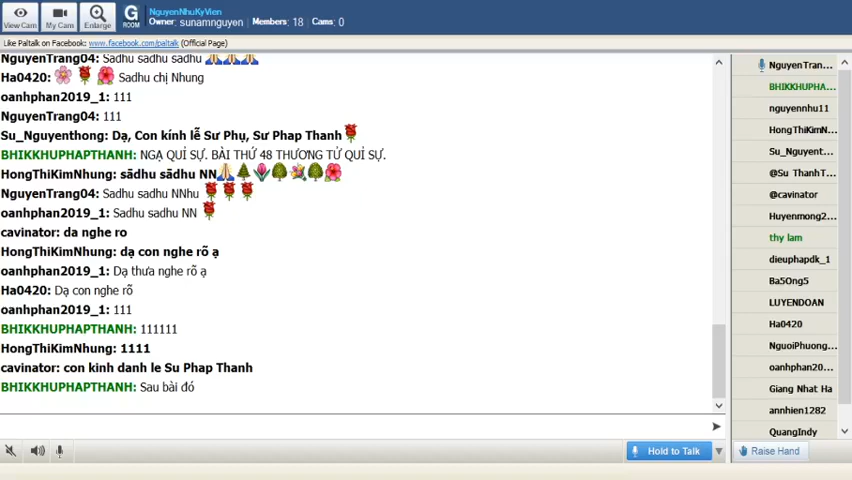 View Cam
My Cam
Enlarge
G
ROOM
NguyenNhuKyVien
Owner: sunamnguyen Members: 18 Cams: 0
Like Paltalk on Facebook: www.facebook.com/paltalk (Official Page)
NguyenTrang04: Sadhu sadhu sadhu
Ha0420: Sadhu chị Nhung
oanhphan2019_1: 111
NguyenTrang04: 111
Su_Nguyenthong: Dạ, Con kính lễ Sư Phụ, Sư Phap Thanh
BHIKKHUPHAPTHANH: NGẠ QUỈ SỰ. BÀI THỨ 48 THƯƠNG TỬ QUỈ SỰ.
HongThiKimNhung: sādhu sādhu NN
NguyenTrang04: Sadhu sadhu NNhu
oanhphan2019_1: Sadhu sadhu NN
cavinator: da nghe ro
HongThiKimNhung: dạ con nghe rõ ạ
oanhphan2019_1: Dạ thưa nghe rõ ạ
Ha0420: Dạ con nghe rõ
oanhphan2019_1: 111
BHIKKHUPHAPTHANH: 111111
HongThiKimNhung: 1111
cavinator: con kinh danh le Su Phap Thanh
BHIKKHUPHAPTHANH: Sau bài đó
NguyenTran...
BHIKKHUPHA...
nguyennhu11
HongThiKimN...
Su_Nguyent...
@Su ThanhT...
@cavinator
Huyenmong2...
thy lam
dieuphapdk_1
Ba5Ong5
LUYENDOAN
Ha0420
NguoiPhuong...
oanhphan20...
Giang Nhat Ha
annhien1282
QuangIndy
Hold to Talk
Raise Hand